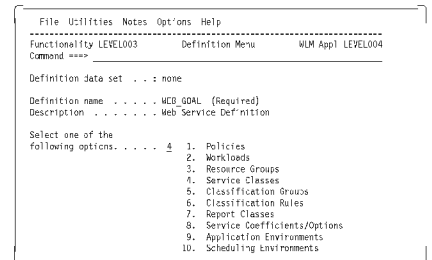 File Utilities Notes Options Help
--------------------------------------------------------------------------
Functionality LEVEL003 Definition Menu WLM Appl LEVEL004
Command ===> ______________________________________________________________
Definition data set . . : none
Definition name . . . . . WEB_GOAL (Required)
Description . . . . . . . Web Service Definition
Select one of the
following options. . . . . 4 1. Policies
2. Workloads
3. Resource Groups
4. Service Classes
5. Classification Groups
6. Classification Rules
7. Report Classes
8. Service Coefficients/Options
9. Application Environments
10. Scheduling Environments